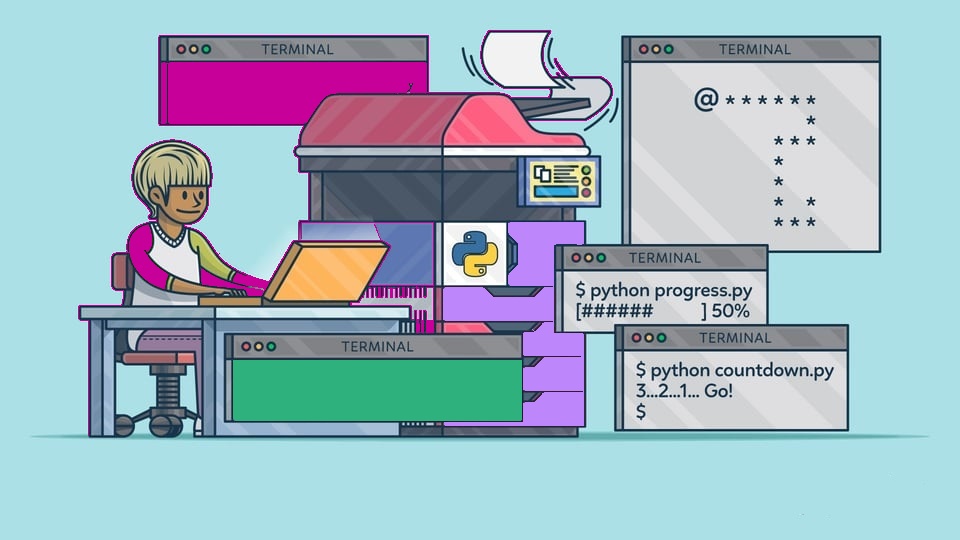 TERMINAL
TERMINAL
@ * * * * * *
*
* * *
*
*
* *
* * *
TERMINAL
$ python progress.py
[###### ] 50%
TERMINAL
$ python countdown.py
3...2...1... Go!
$
TERMINAL